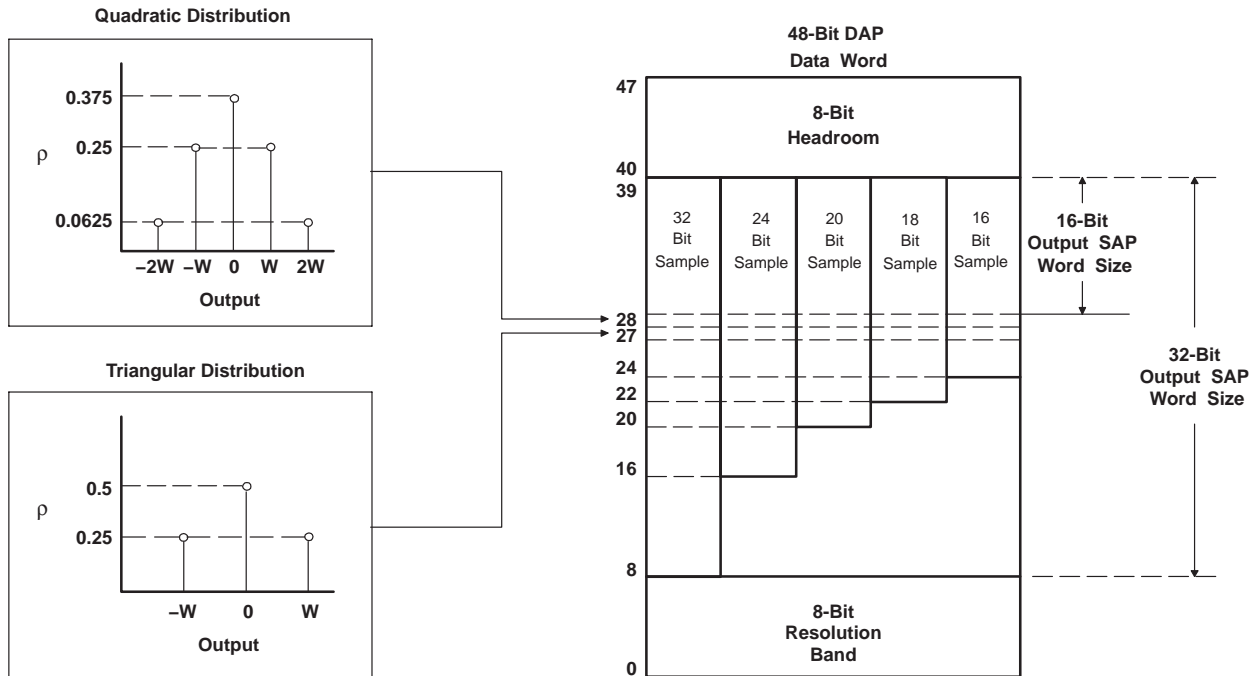 Quadratic Distribution
0.375
0.25
ρ
0.0625
–2W –W 0 W 2W
Output
Triangular Distribution
0.5
ρ
0.25
–W 0 W
Output
48-Bit DAP
Data Word
47
8-Bit
Headroom
40
39
32
Bit
Sample
24
Bit
Sample
20
Bit
Sample
18
Bit
Sample
16
Bit
Sample
28
27
24
22
20
16
8
8-Bit
Resolution
Band
0
16-Bit
Output SAP
Word Size
32-Bit
Output SAP
Word Size